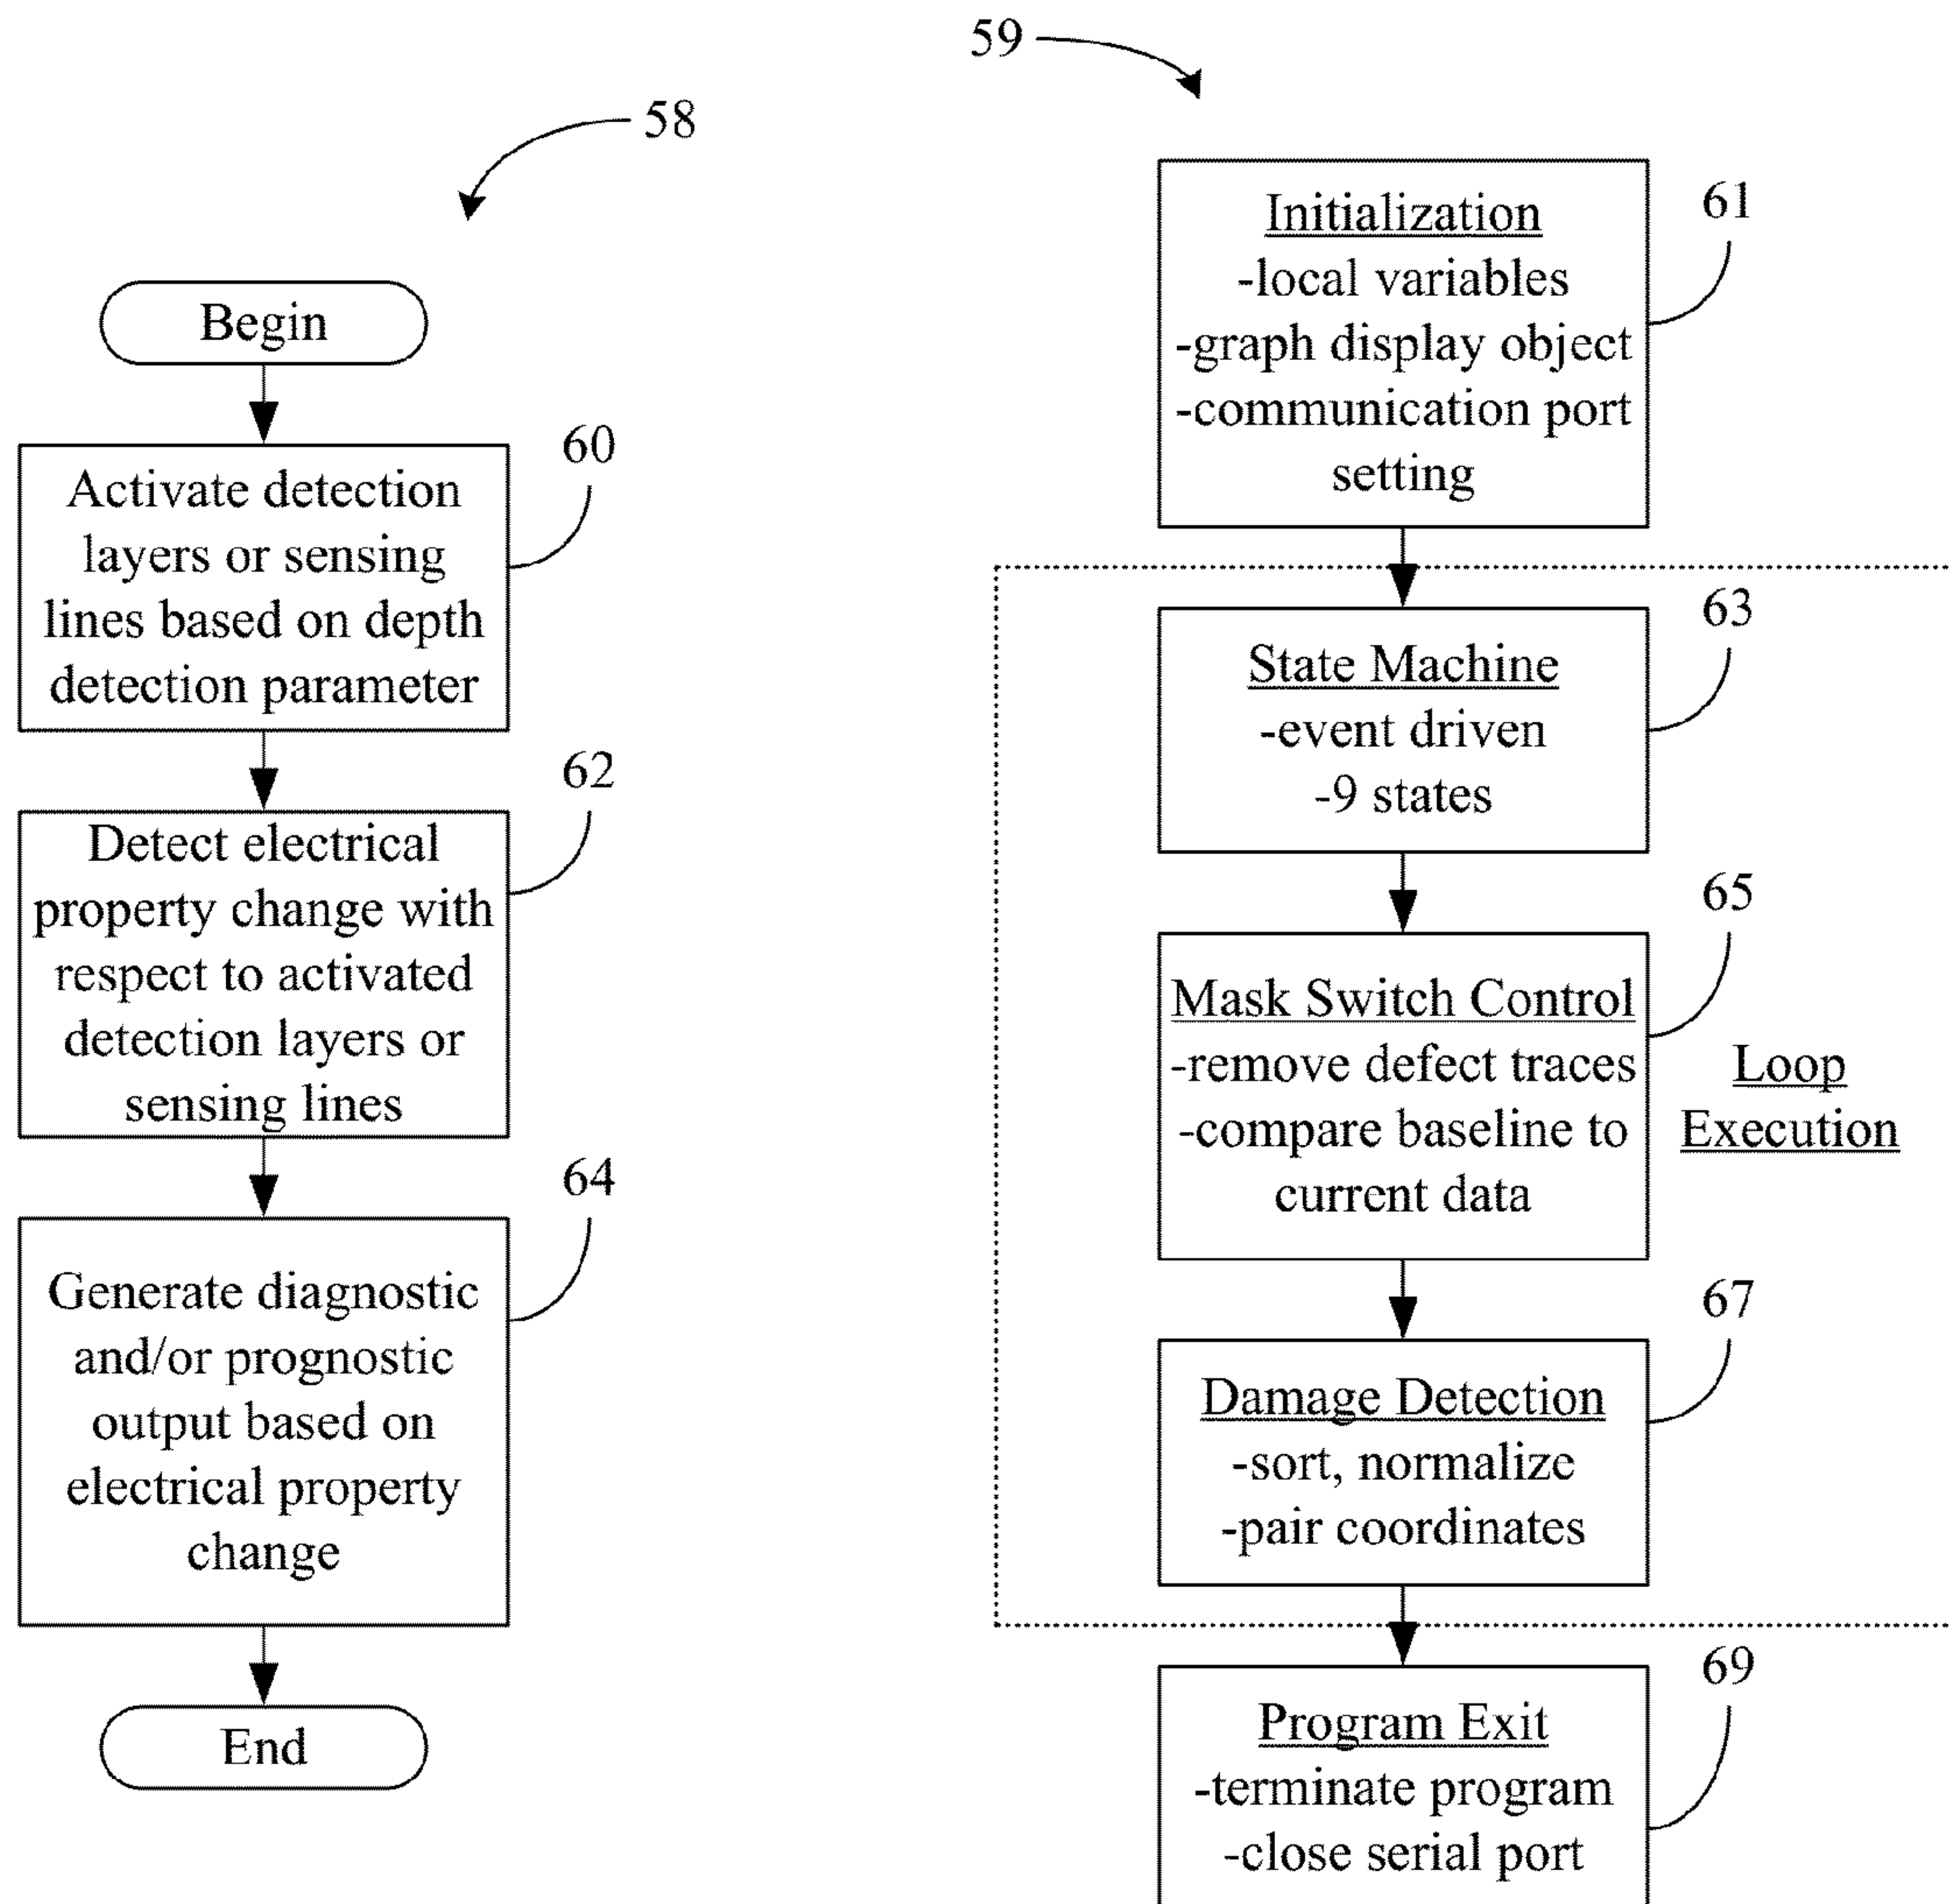 58
Begin
60
Activate detection
layers or sensing
lines based on depth
detection parameter
62
Detect electrical
property change with
respect to activated
detection layers or
sensing lines
64
Generate diagnostic
and/or prognostic
output based on
electrical property
change
End
59
61
Initialization
-local variables
-graph display object
-communication port
setting
63
State Machine
-event driven
-9 states
65
Mask Switch Control
-remove defect traces
-compare baseline to
current data
Loop
Execution
67
Damage Detection
-sort, normalize
-pair coordinates
69
Program Exit
-terminate program
-close serial port